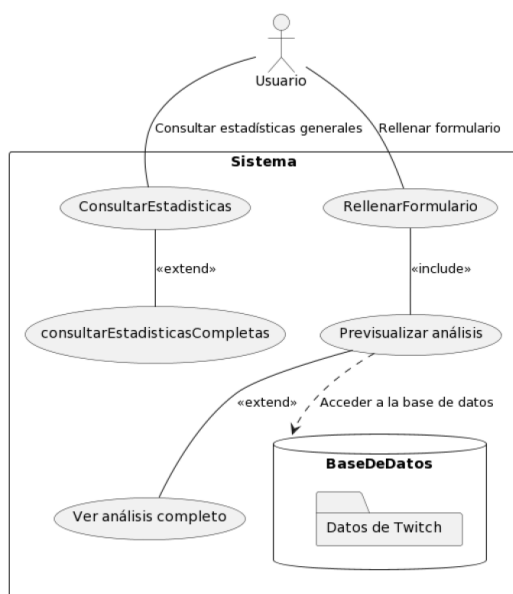 Usuario
Consultar estadísticas generales
Rellenar formulario
Sistema
ConsultarEstadisticas
RellenarFormulario
«extend»
«include»
consultarEstadisticasCompletas
Previsualizar análisis
«extend»
Acceder a la base de datos
BaseDeDatos
Ver análisis completo
Datos de Twitch